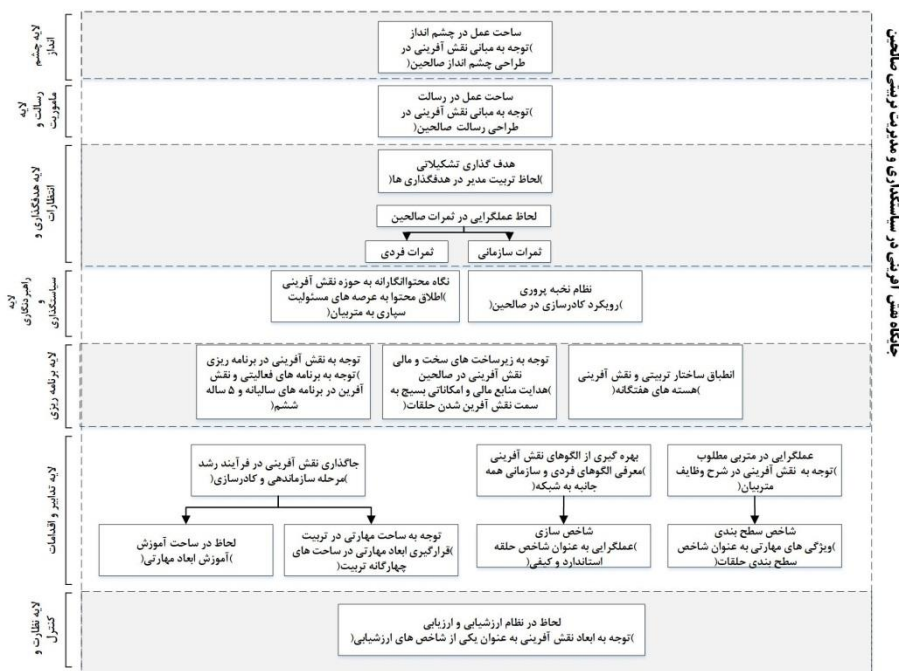 جایگاه نقش آفرینی در سیاستگذاری و مدیریت تربیتی صالحین
لایه چشم
انداز
ساحت عمل در چشم انداز
)توجه به مبانی نقش آفرینی در
طراحی چشم انداز صالحین(
لایه
رسالت و
ماموریت
ساحت عمل در رسالت
)توجه به مبانی نقش آفرینی در
طراحی رسالت صالحین(
لایه هدفگذاری و
انتظارات
هدف گذاری تشکیلاتی
)لحاظ تربیت مدیر در هدفگذاری ها(
لحاظ عملگرایی در ثمرات صالحین
ثمرات سازمانی
ثمرات فردی
لایه
سیاستگذاری
و
راهبردنگاری
نظام نخبه پروری
)رویکرد کادرسازی در صالحین(
نگاه محتواانگارانه به حوزه نقش آفرینی
)اطلاق محتوا به عرصه های مسئولیت
سپاری به متربیان(
لایه برنامه ریزی
انطباق ساختار تربیتی و نقش آفرینی
)هسته های هفتگانه(
توجه به زیرساخت های سخت و مالی
نقش آفرینی در صالحین
)هدایت منابع مالی و امکاناتی بسیج به
سمت نقش آفرین شدن حلقات(
توجه به نقش آفرینی در برنامه ریزی
)توجه به برنامه های فعالیتی و نقش
آفرین در برنامه های سالیانه و ۵ ساله
ششم(
لایه تدابیر و اقدامات
عملگرایی در متربی مطلوب
)توجه به نقش آفرینی در شرح وظایف
متربیان(
بهره گیری از الگوهای نقش آفرینی
)معرفی الگوهای فردی و سازمانی همه
جانبه به شبکه(
جاگذاری نقش آفرینی در فرآیند رشد
)مرحله سازماندهی و کادرسازی(
شاخص سطح بندی
)ویژگی های مهارتی به عنوان شاخص
سطح بندی حلقات(
شاخص سازی
)عملگرایی به عنوان شاخص حلقه
استاندارد و کیفی(
توجه به ساحت مهارتی در تربیت
)قرارگیری ابعاد مهارتی در ساحت های
چهارگانه تربیت(
لحاظ در ساحت آموزش
)آموزش ابعاد مهارتی(
لایه نظارت و
کنترل
لحاظ در نظام ارزشیابی و ارزیابی
)توجه به ابعاد نقش آفرینی به عنوان یکی از شاخص های ارزشیابی(